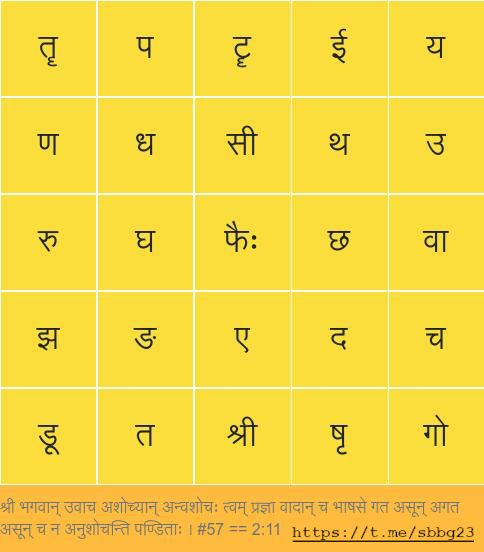 तॄ प ट्ॄ ई य
ण ध सी थ उ
रु घ फैः छ वा
झ ङ ए द च
डू त श्री षृ गो
श्री भगवान् उवाच अशोच्यान् अन्वशोचः त्वम् प्रज्ञा वादान् च भाषसे गत असून् अगत
असून् च न अनुशोचन्ति पण्डिताः । #57 == 2:11 https://t.me/sbbg23